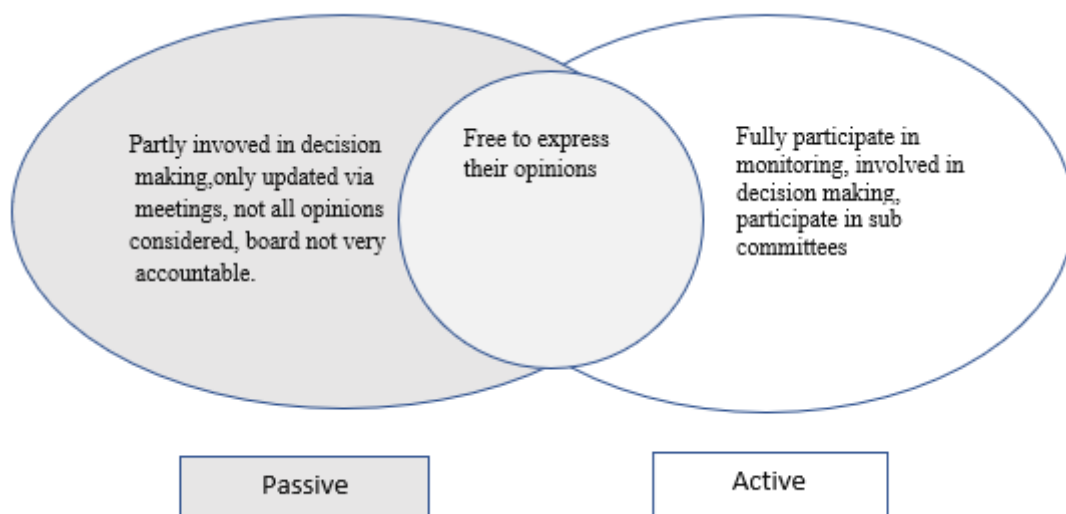 Partly invoved in decision
making,only updated via
meetings, not all opinions
considered, board not very
accountable.
Free to express
their opinions
Fully participate in
monitoring, involved in
decision making,
participate in sub
committees
Passive
Active